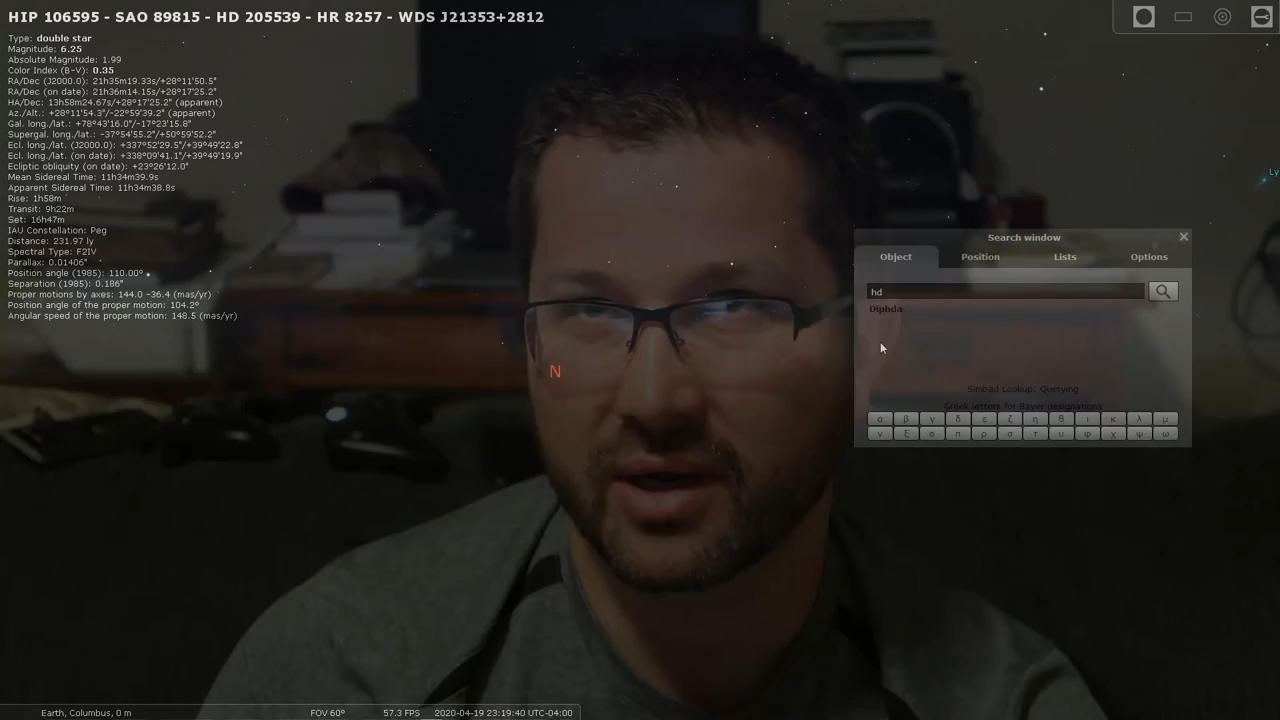 HIP 106595 - SAO 89815 - HD 205539 - HR 8257 - WDS J21353+2812
Type: double star
Magnitude: 6.25
Absolute Magnitude: 1.99
Color Index (B-V): 0.35
RA/Dec (J2000.0): 21h35m19.33s/+28°11'50.5"
RA/Dec (on date): 21h36m14.15s/+28°17'25.2"
HA/Dec: 13h58m24.67s/+28°17'25.2" (apparent)
Az./Alt.: +28°11'54.3"/-22°59'39.2" (apparent)
Gal. long./lat.: +78°43'16.0"/-17°23'15.8"
Supergal. long./lat.: -37°54'55.2"/+50°59'52.2"
Ecl. long./lat. (J2000.0): +337°52'29.5"/+39°49'22.8"
Ecl. long./lat. (on date): +338°09'41.1"/+39°49'19.9"
Ecliptic obliquity (on date): +23°26'12.0"
Mean Sidereal Time: 11h34m39.9s
Apparent Sidereal Time: 11h34m38.8s
Rise: 1h58m
Transit: 9h22m
Set: 16h47m
IAU Constellation: Peg
Distance: 231.97 ly
Spectral Type: F2IV
Parallax: 0.01406"
Position angle (1985): 110.00°
Separation (1985): 0.186"
Proper motions by axes: 144.0 -36.4 (mas/yr)
Position angle of the proper motion: 104.2°
Angular speed of the proper motion: 148.5 (mas/yr)
Ly
Search window
Object Position Lists Options
hd
Diphda
Simbad Lookup: Querying
Greek letters for Bayer designations
α β γ δ ε ζ η θ ι κ λ μ
ν ξ ο π ρ σ τ υ φ χ ψ ω
N
Earth, Columbus, 0 m FOV 60° 57.3 FPS 2020-04-19 23:19:40 UTC-04:00